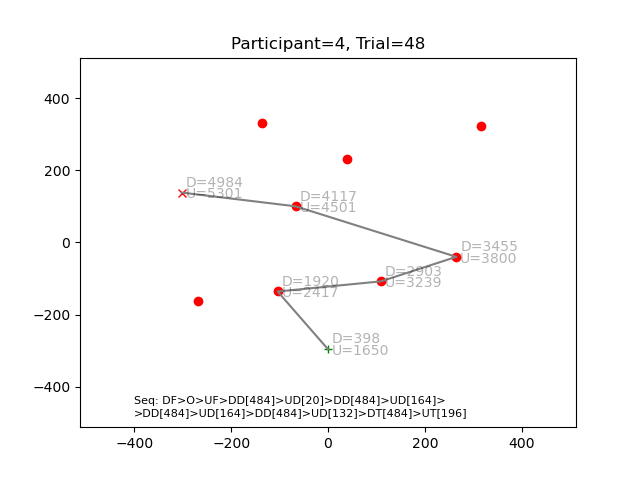 Participant=4, Trial=48
400
200
0
−200
−400
D=4984
U=5301
D=4117
U=4501
D=3455
U=3800
D=2903
U=3239
D=1920
U=2417
D=398
U=1650
Seq: DF>O>UF>DD[484]>UD[20]>DD[484]>UD[164]>
>DD[484]>UD[164]>DD[484]>UD[132]>DT[484]>UT[196]
−400 −200 0 200 400